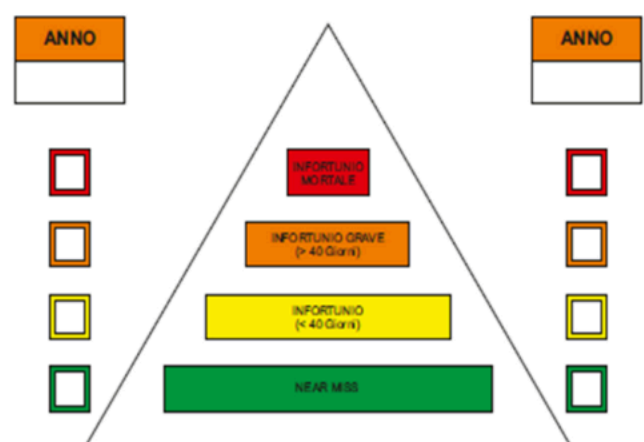 ANNO
ANNO
INFORTUNIO
MORTALE
INFORTUNIO GRAVE
(> 40 Giorni)
INFORTUNIO
(< 40 Giorni)
NEAR MISS